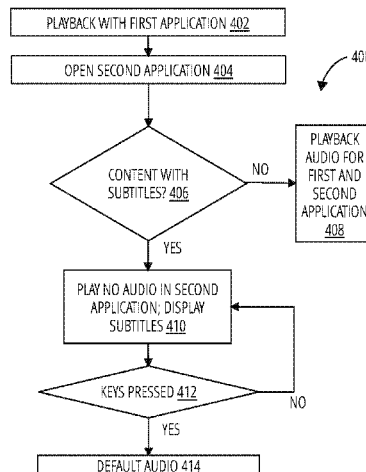 PLAYBACK WITH FIRST APPLICATION 402
OPEN SECOND APPLICATION 404
CONTENT WITH
SUBTITLES? 406
NO
PLAYBACK
AUDIO FOR
FIRST AND
SECOND
APPLICATION
408
YES
PLAY NO AUDIO IN SECOND
APPLICATION; DISPLAY
SUBTITLES 410
KEYS PRESSED 412
NO
YES
DEFAULT AUDIO 414